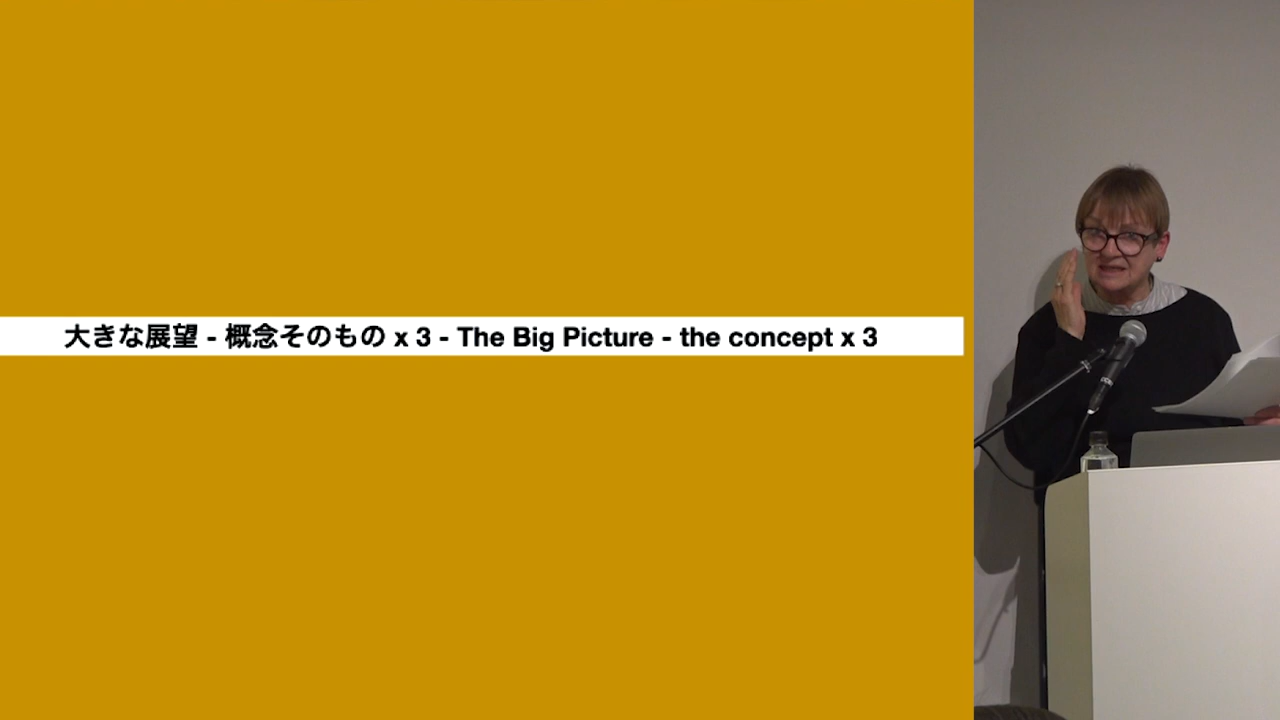 大きな展望 - 概念そのもの x 3 - The Big Picture - the concept x 3